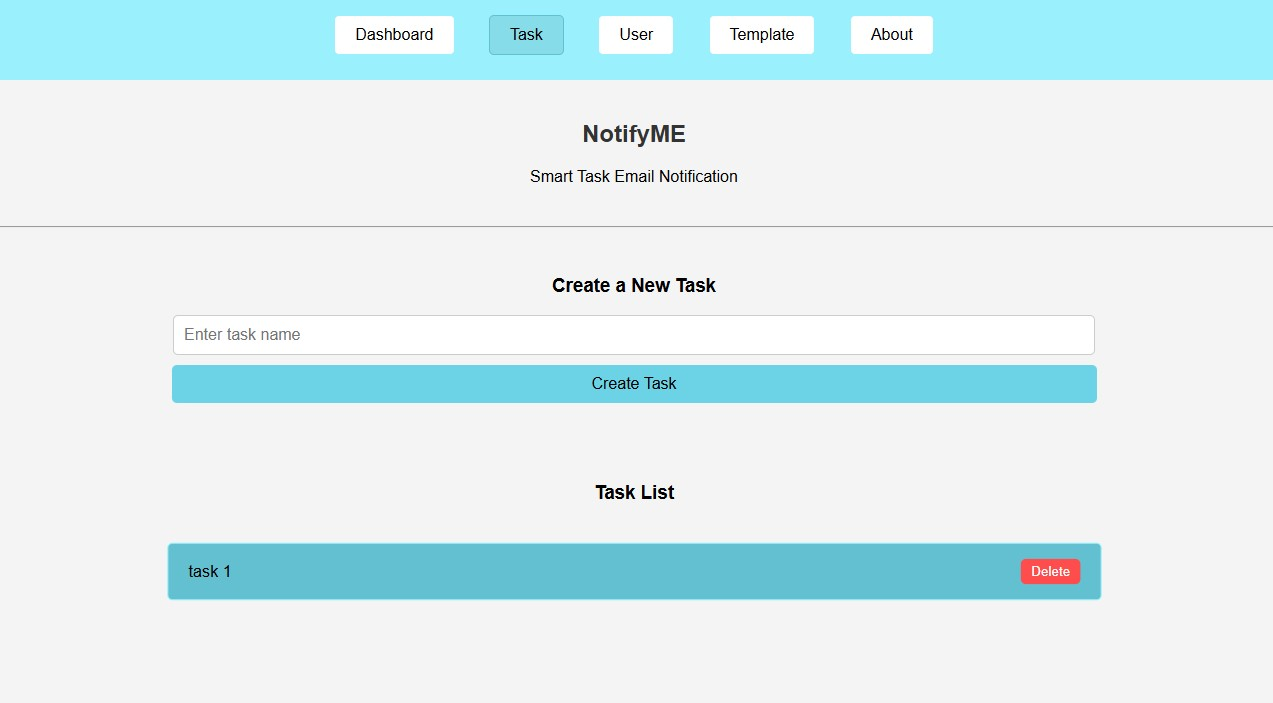 Dashboard Task User Template About
NotifyME
Smart Task Email Notification
Create a New Task
Enter task name
Create Task
Task List
task 1 Delete